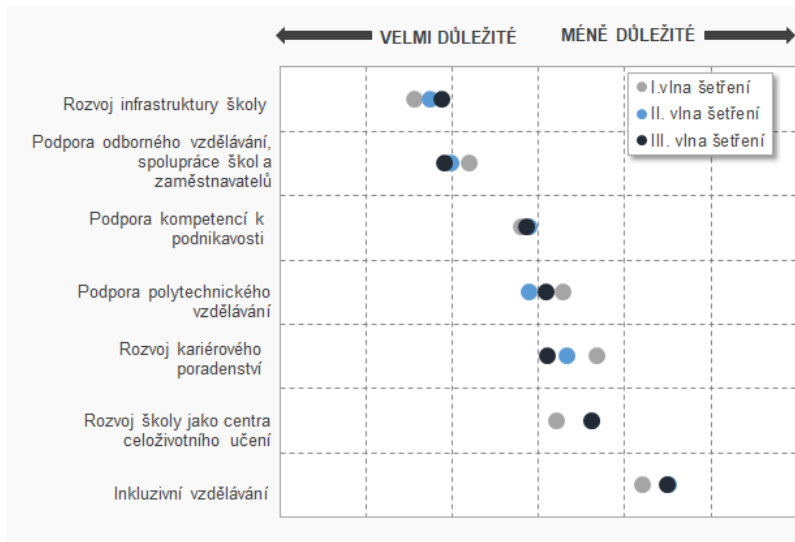 VELMI DŮLEŽITÉ MÉNĚ DŮLEŽITÉ
I.vlna šetření
II. vlna šetření
III. vlna šetření
Rozvoj infrastruktury školy
Podpora odborného vzdělávání,
spolupráce škol a
zaměstnavatelů
Podpora kompetencí k
podnikavosti
Podpora polytechnického
vzdělávání
Rozvoj kariérového
poradenství
Rozvoj školy jako centra
celoživotního učení
Inkluzivní vzdělávání